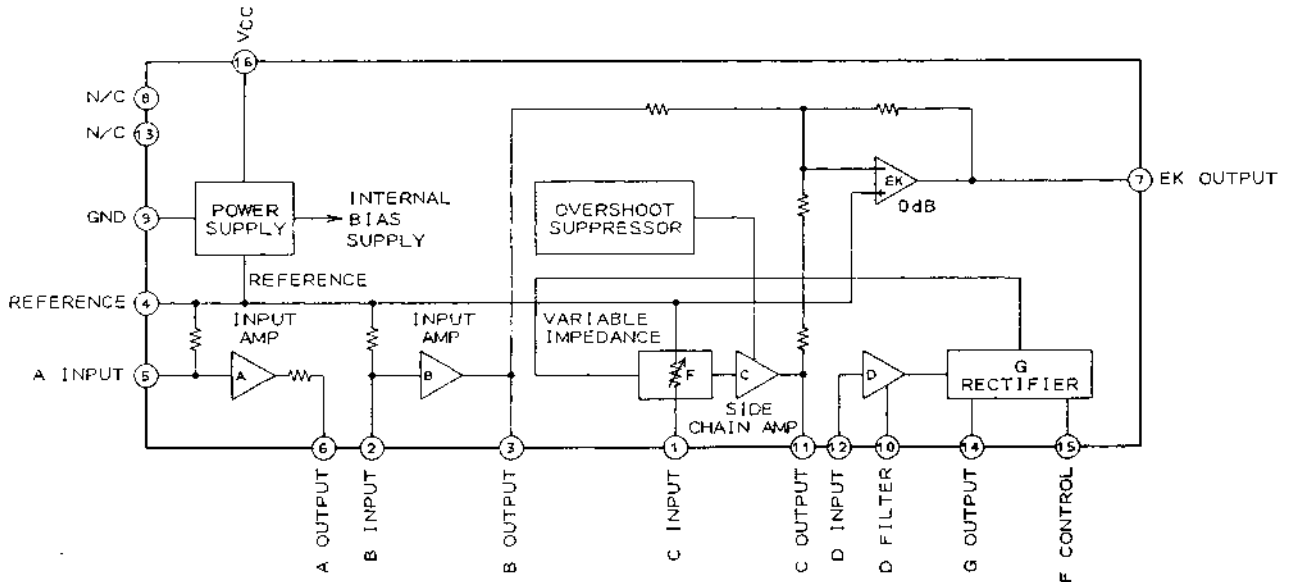 VCC
16
N/C 8
N/C 13
GND 9
POWER
SUPPLY
INTERNAL
BIAS
SUPPLY
OVERSHOOT
SUPPRESSOR
EK
0dB
7 EK OUTPUT
REFERENCE
REFERENCE 4
INPUT
AMP
INPUT
AMP
VARIABLE
IMPEDANCE
A INPUT 5
A
B
F
C
D
G
RECTIFIER
SIDE
CHAIN AMP
6
2
3
1
11
12
10
14
15
A OUTPUT
B INPUT
B OUTPUT
C INPUT
C OUTPUT
D INPUT
D FILTER
G OUTPUT
F CONTROL